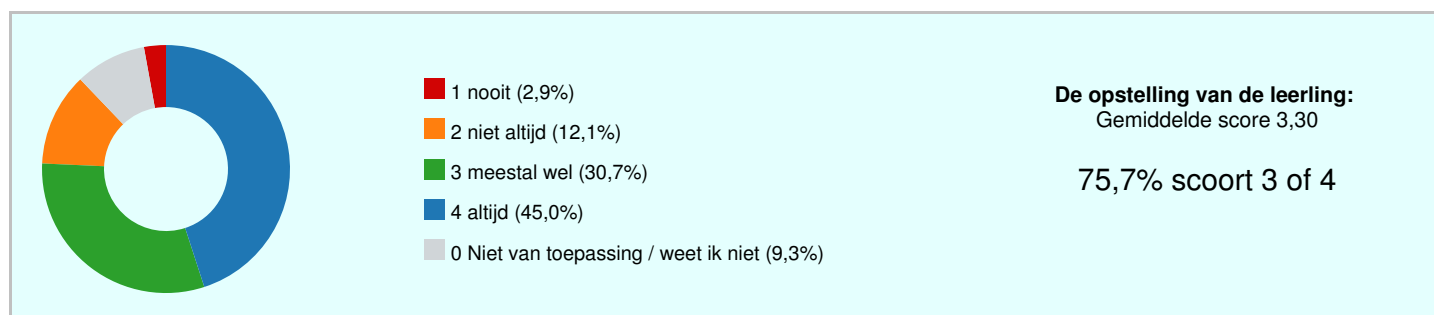 1 nooit (2,9%)
2 niet altijd (12,1%)
3 meestal wel (30,7%)
4 altijd (45,0%)
0 Niet van toepassing / weet ik niet (9,3%)
De opstelling van de leerling:
Gemiddelde score 3,30
75,7% scoort 3 of 4